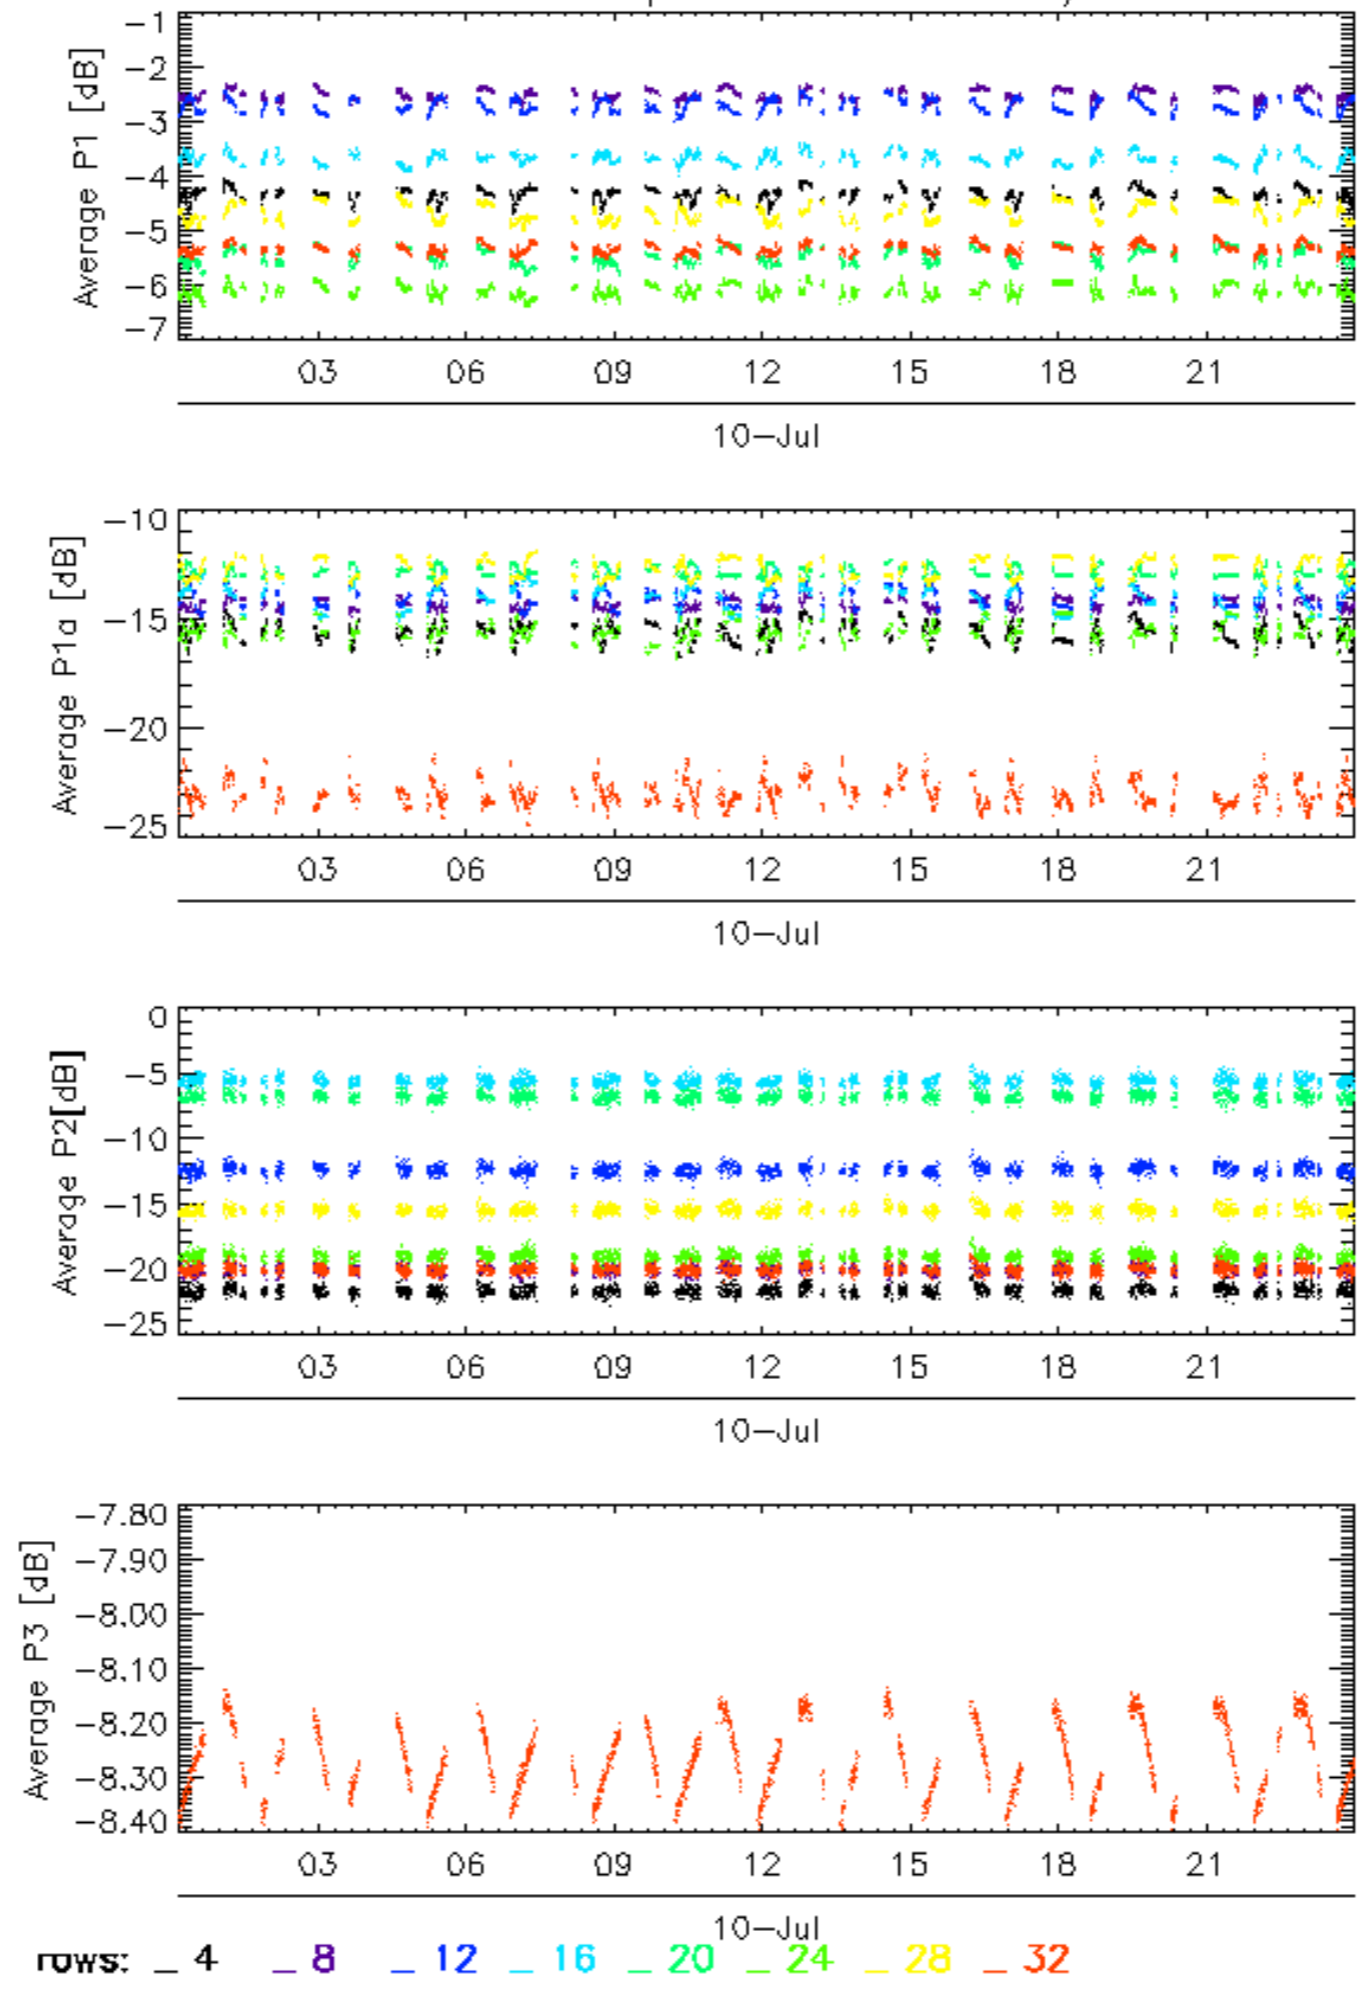 Average P1 [dB]
−1
−2
−3
−4
−5
−6
−7
03 06 09 12 15 18 21
10−Jul
Average P1a [dB]
−10
−15
−20
−25
03 06 09 12 15 18 21
10−Jul
Average P2[dB]
0
−5
−10
−15
−20
−25
03 06 09 12 15 18 21
10−Jul
Average P3 [dB]
−7.80
−7.90
−8.00
−8.10
−8.20
−8.30
−8.40
03 06 09 12 15 18 21
10−Jul
rows: _ 4 _ 8 _ 12 _ 16 _ 20 _ 24 _ 28 _ 32